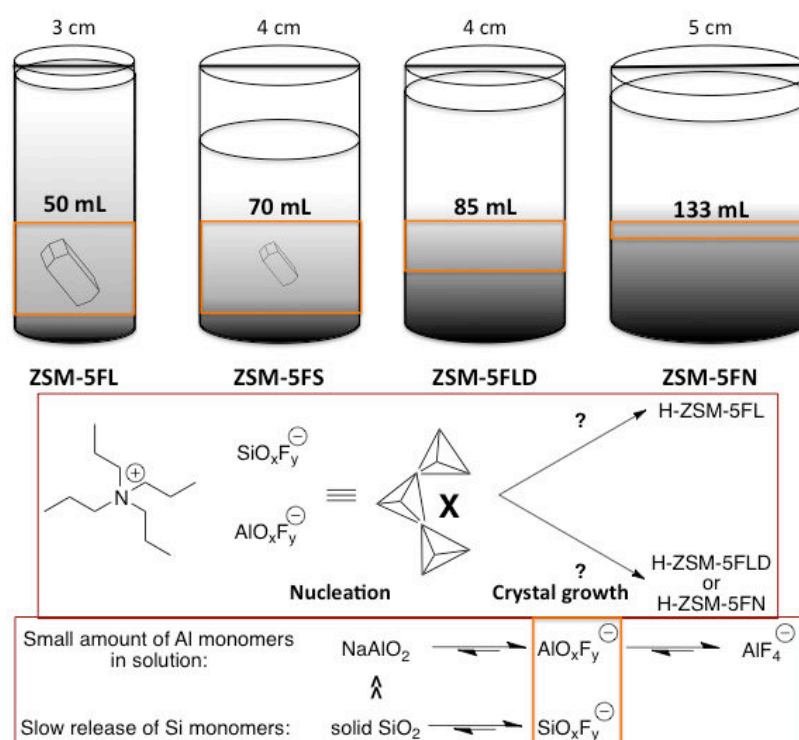 3 cm 4 cm 4 cm 5 cm
50 mL 70 mL 85 mL 133 mL
ZSM-5FL ZSM-5FS ZSM-5FLD ZSM-5FN
? H-ZSM-5FL
SiOxFy⊖
N⊕ ≡ X
AlOxFy⊖
? H-ZSM-5FLD
Nucleation Crystal growth or
H-ZSM-5FN
Small amount of Al monomers
in solution: NaAlO2 AlOxFy⊖ AlF4⊖
<<
Slow release of Si monomers: solid SiO2 SiOxFy⊖